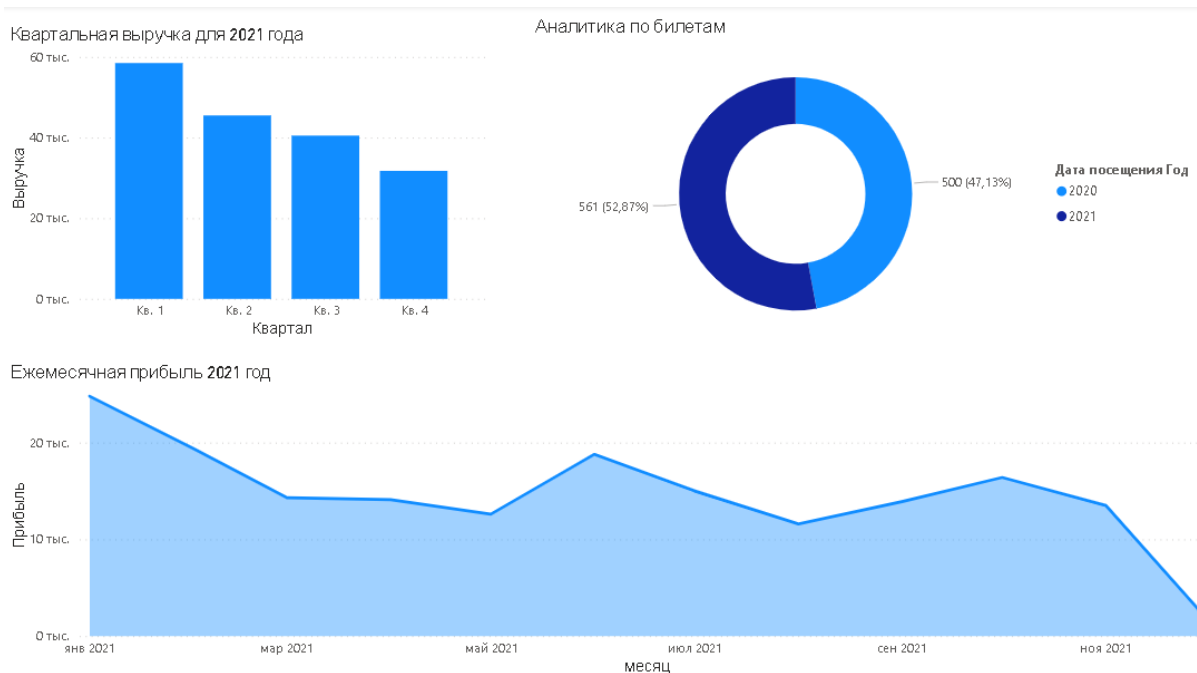 Квартальная выручка для 2021 года
60 тыс.
40 тыс.
20 тыс.
0 тыс.
Выручка
Кв. 1
Кв. 2
Кв. 3
Кв. 4
Квартал
Аналитика по билетам
500 (47,13%)
561 (52,87%)
Дата посещения Год
2020
2021
Ежемесячная прибыль 2021 год
20 тыс.
10 тыс.
0 тыс.
Прибыль
янв 2021
мар 2021
май 2021
июл 2021
сен 2021
ноя 2021
месяц